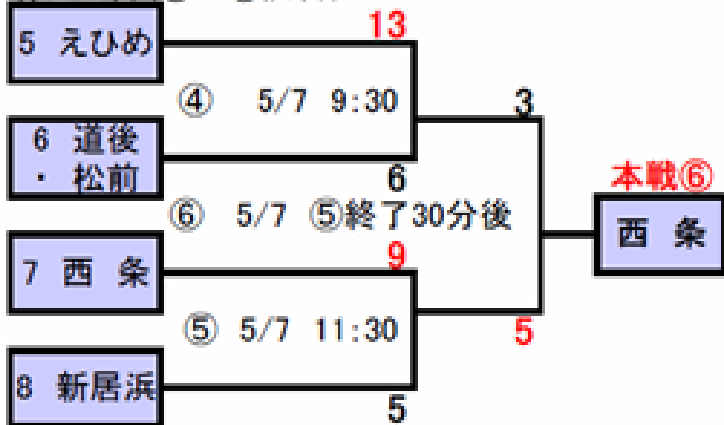 5 えひめ
13
④ 5/7 9:30
3
6 道後
・ 松前
6
本戦⑥
⑥ 5/7 ⑤終了30分後
西 条
9
7 西 条
⑤ 5/7 11:30
5
8 新居浜
5